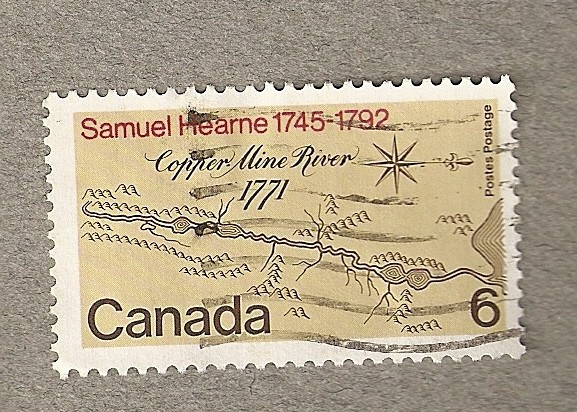 Samuel Hearne 1745-1792
Copper Mine River
1771
Postes Postage
Canada
6